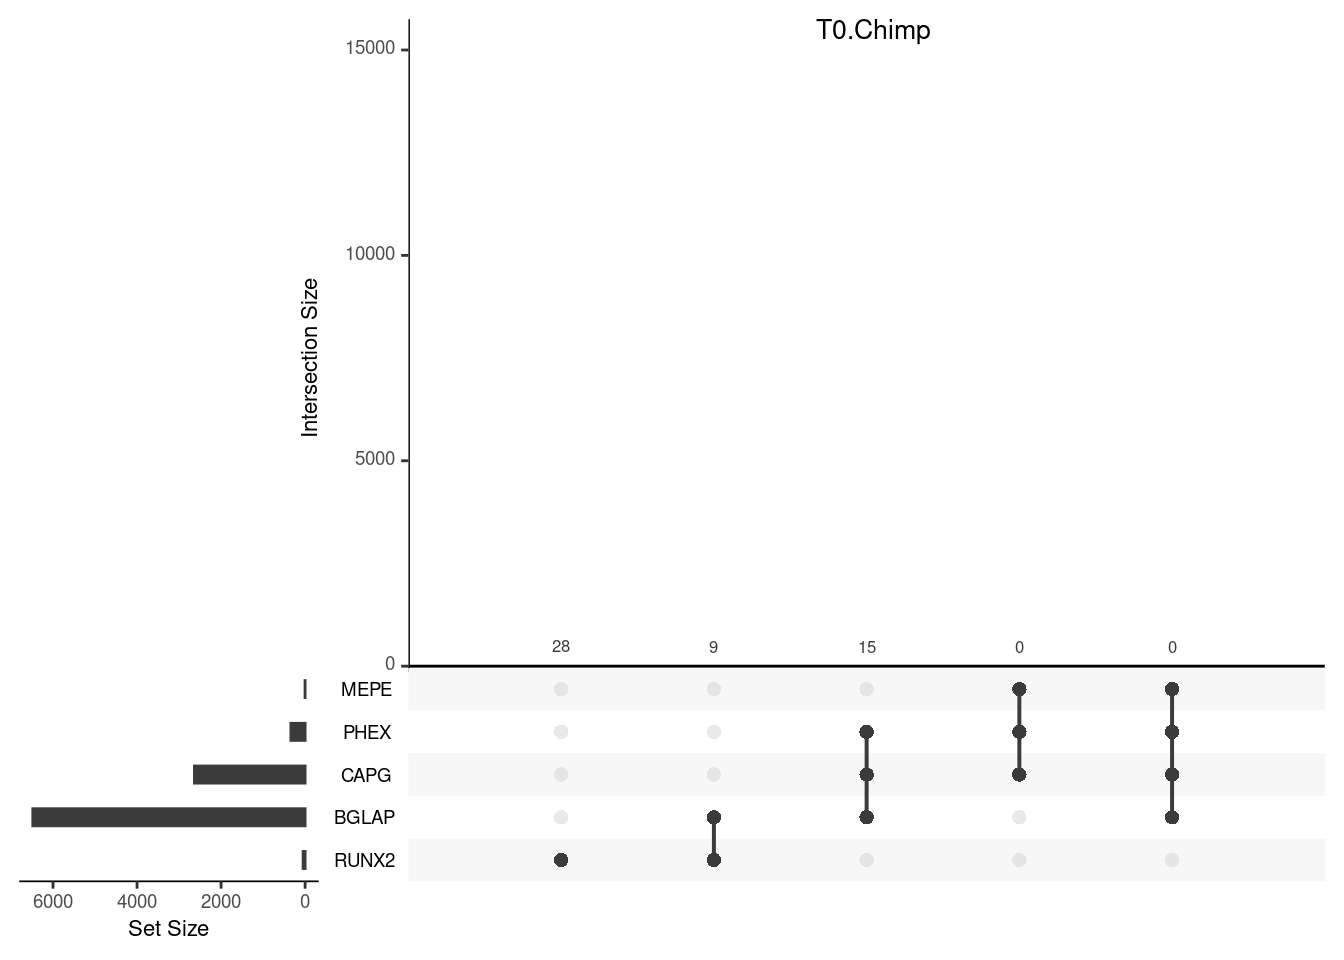 T0.Chimp
15000
10000
5000
0
Intersection Size
28 9 15 0 0
MEPE
PHEX
CAPG
BGLAP
RUNX2
6000 4000 2000 0
Set Size